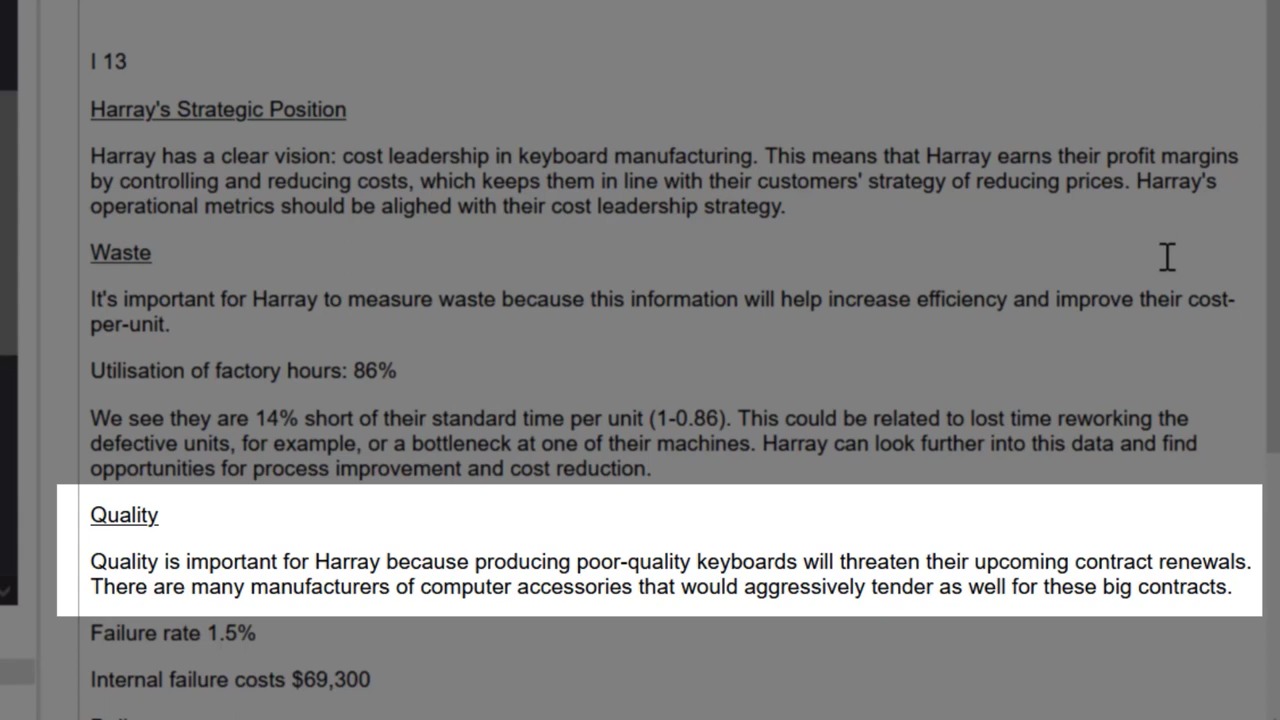 I 13
Harray's Strategic Position
Harray has a clear vision: cost leadership in keyboard manufacturing. This means that Harray earns their profit margins
by controlling and reducing costs, which keeps them in line with their customers' strategy of reducing prices. Harray's
operational metrics should be alighed with their cost leadership strategy.
Waste
It's important for Harray to measure waste because this information will help increase efficiency and improve their cost-
per-unit.
Utilisation of factory hours: 86%
We see they are 14% short of their standard time per unit (1-0.86). This could be related to lost time reworking the
defective units, for example, or a bottleneck at one of their machines. Harray can look further into this data and find
opportunities for process improvement and cost reduction.
Quality
Quality is important for Harray because producing poor-quality keyboards will threaten their upcoming contract renewals.
There are many manufacturers of computer accessories that would aggressively tender as well for these big contracts.
Failure rate 1.5%
Internal failure costs $69,300